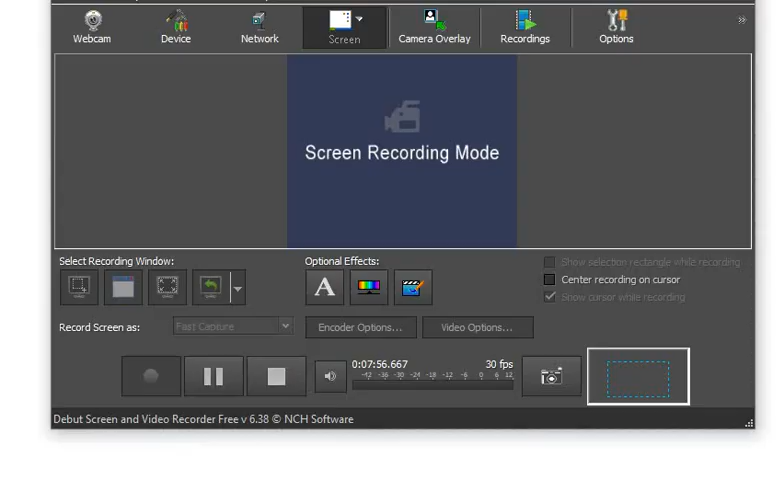 Webcam
Device
Network
Screen
Camera Overlay
Recordings
Options
»
Screen Recording Mode
Select Recording Window:
Optional Effects:
Show selection rectangle while recording
Center recording on cursor
Show cursor while recording
A
Record Screen as:
Fast Capture
Encoder Options...
Video Options...
0:07:56.667
30 fps
-42 -36 -30 -24 -18 -12 -6 0 6 12
Debut Screen and Video Recorder Free v 6.38 © NCH Software